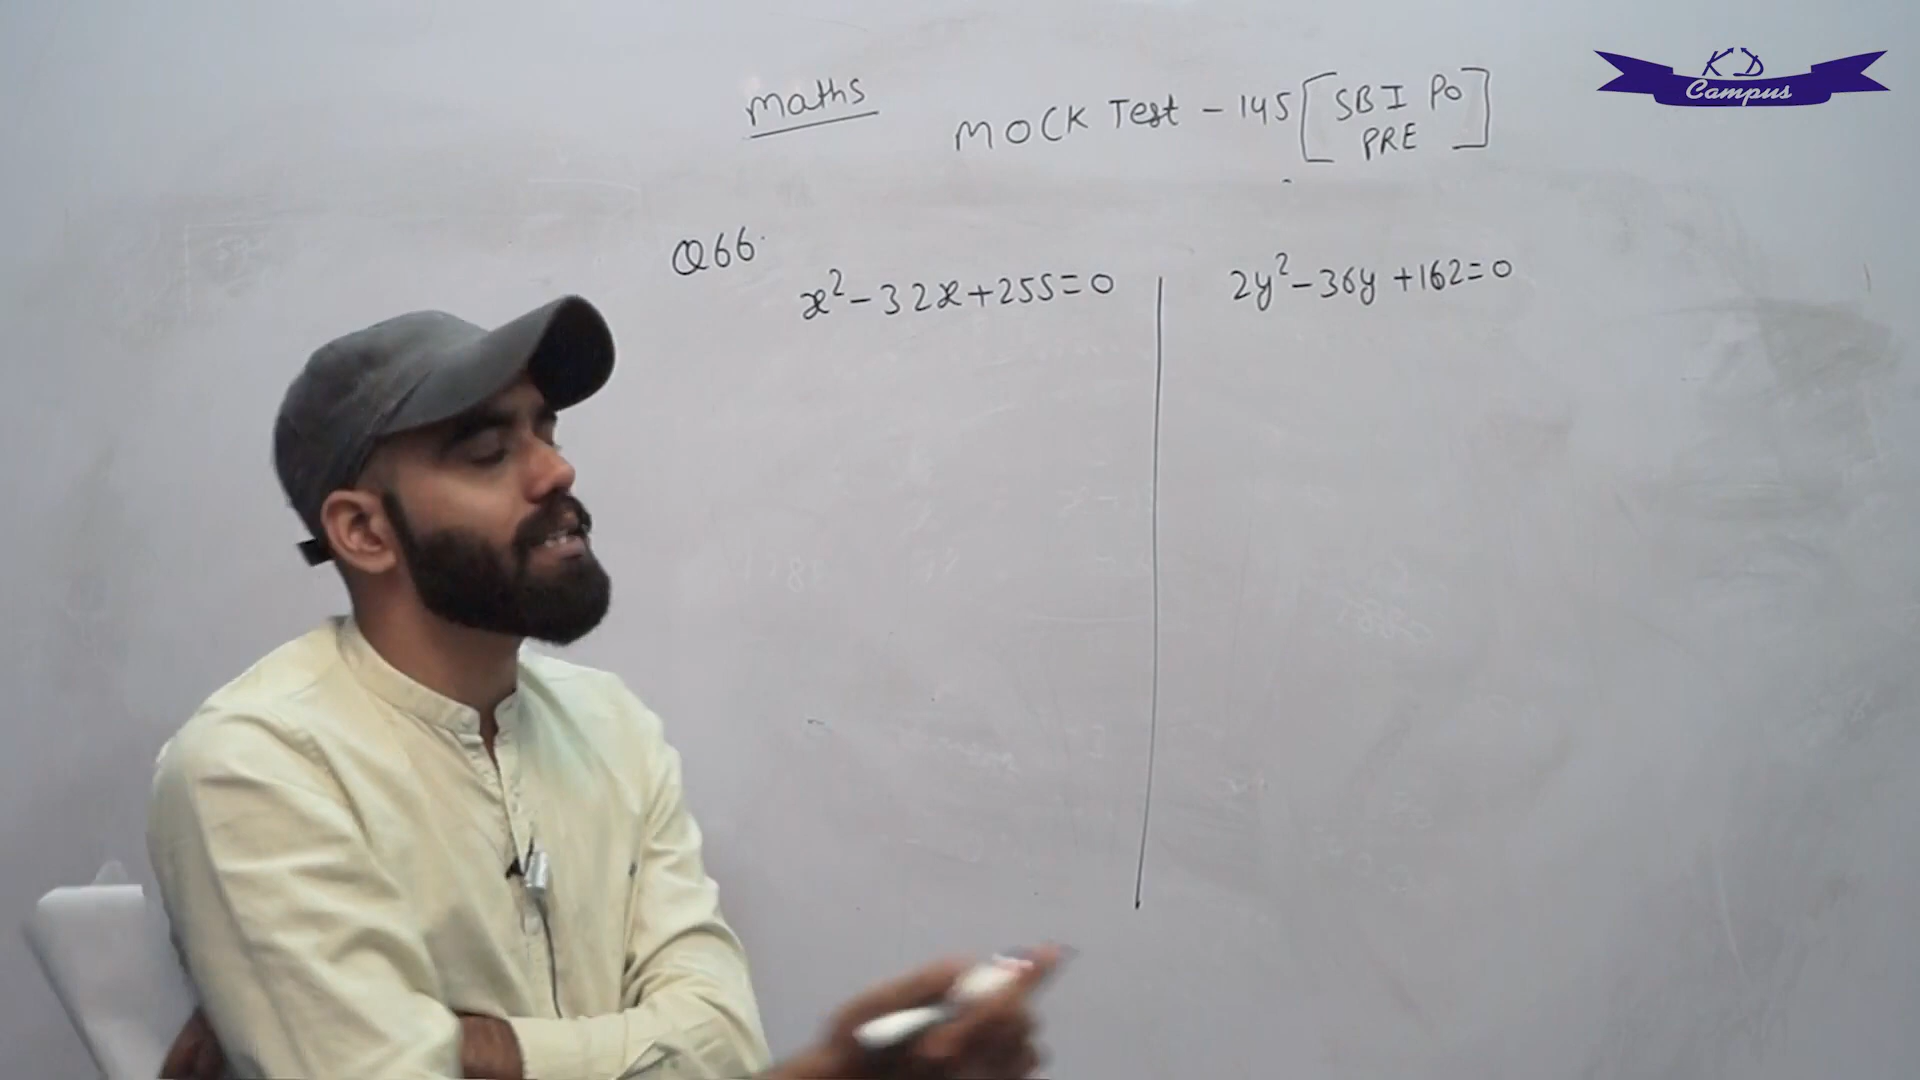 KD
Campus
Maths
MOCK Test - 145 [SBI PO
PRE]
Q66.
x² - 32x + 255 = 0
2y² - 36y + 162 = 0